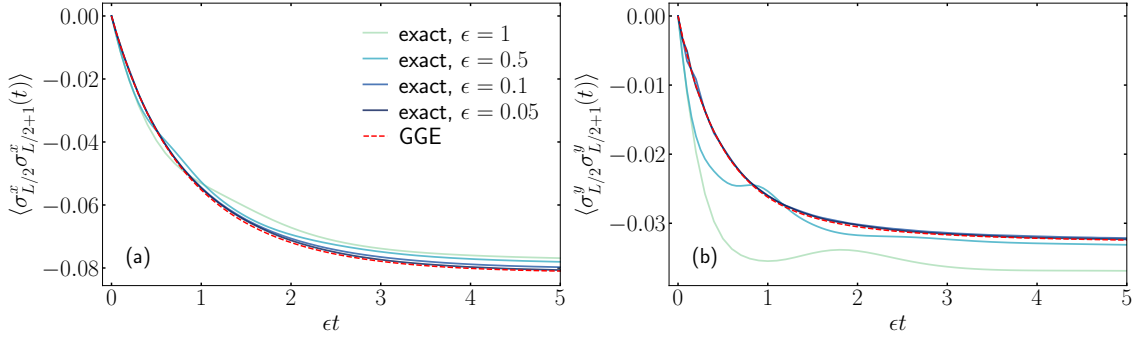 0.00
−0.02
−0.04
−0.06
−0.08
⟨σ^x_{L/2} σ^x_{L/2+1}(t)⟩
exact, ϵ = 1
exact, ϵ = 0.5
exact, ϵ = 0.1
exact, ϵ = 0.05
GGE
(a)
0 1 2 3 4 5
ϵt
0.00
−0.01
−0.02
−0.03
⟨σ^y_{L/2} σ^y_{L/2+1}(t)⟩
(b)
0 1 2 3 4 5
ϵt